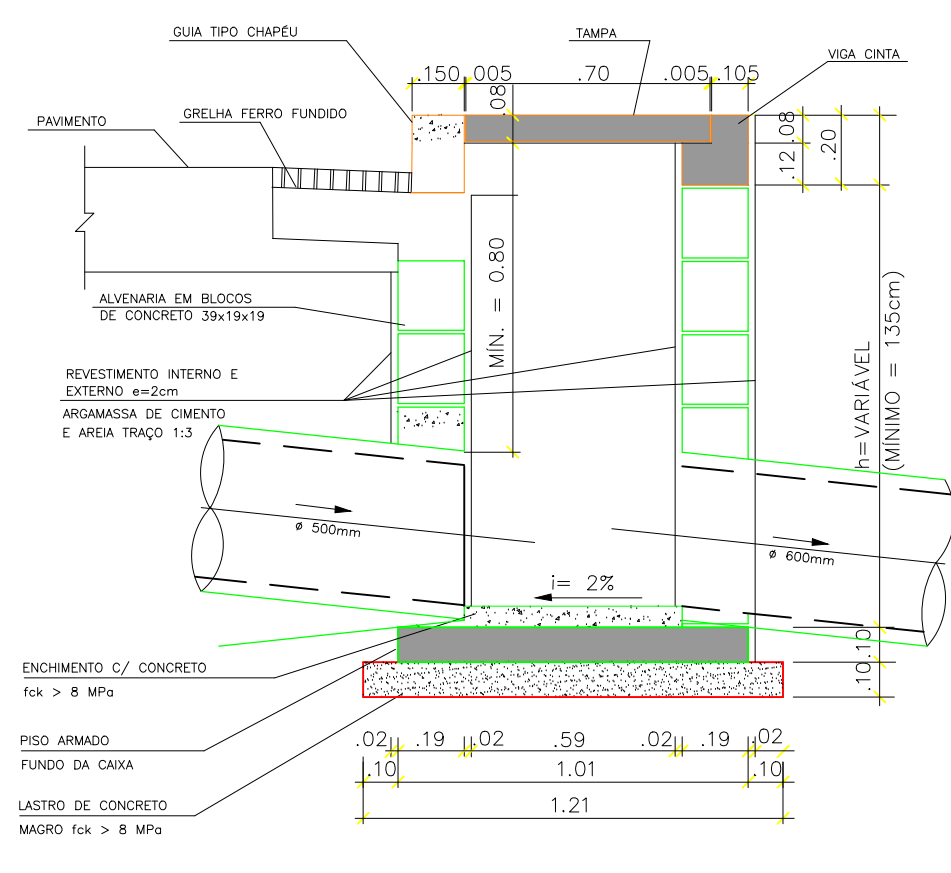 GUIA TIPO CHAPÉU
TAMPA
VIGA CINTA
.150
.005
.70
.005
.105
.08
GRELHA FERRO FUNDIDO
PAVIMENTO
.08
.12
.20
MÍN. = 0.80
ALVENARIA EM BLOCOS
DE CONCRETO 39x19x19
REVESTIMENTO INTERNO E
EXTERNO e=2cm
ARGAMASSA DE CIMENTO
E AREIA TRAÇO 1:3
h=VARIÁVEL
(MÍNIMO = 135cm)
ø 500mm
ø 600mm
i= 2%
ENCHIMENTO C/ CONCRETO
fck > 8 MPa
.10
.10
PISO ARMADO
FUNDO DA CAIXA
.02
.19
.02
.59
.02
.19
.02
.10
1.01
.10
1.21
LASTRO DE CONCRETO
MAGRO fck > 8 MPa